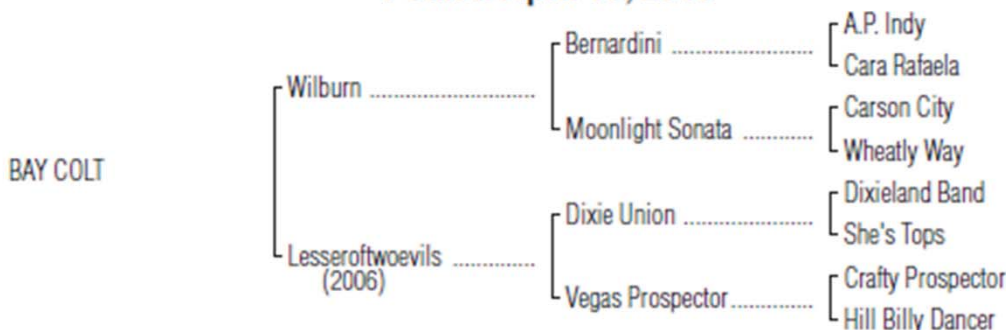 Bernardini
A.P. Indy
Cara Rafaela
Wilburn
Moonlight Sonata
Carson City
Wheatly Way
BAY COLT
Dixie Union
Dixieland Band
She's Tops
Lesseroftwoevils
(2006)
Vegas Prospector
Crafty Prospector
Hill Billy Dancer